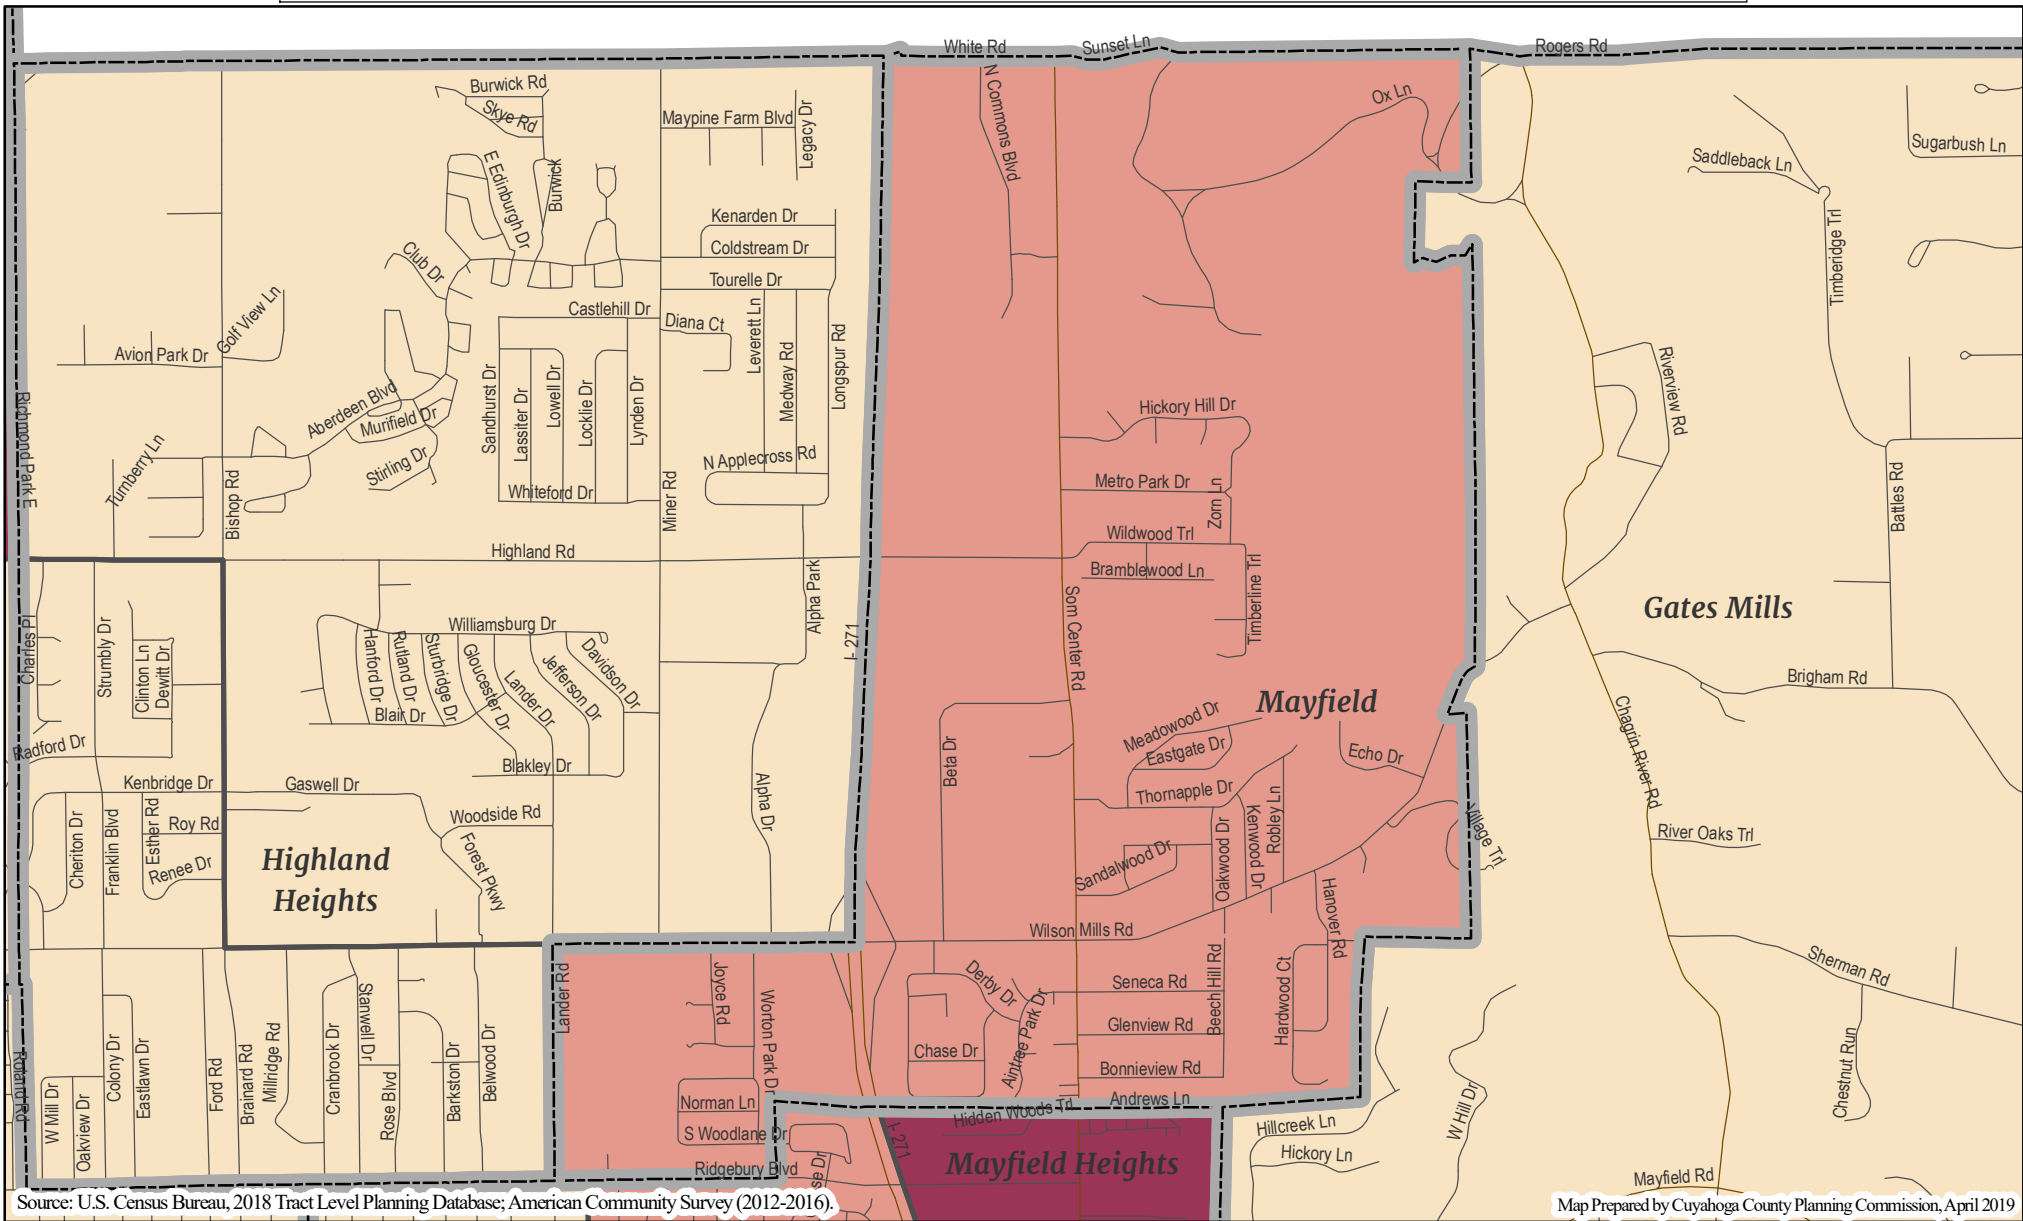 White Rd
Sunset Ln
Rogers Rd
Burwick Rd
Skye Rd
Maypine Farm Blvd
Legacy Dr
N Commons Blvd
Ox Ln
Sugarbush Ln
Saddleback Ln
E Edinburgh Dr
Burwick
Kenarden Dr
Coldstream Dr
Tourelle Dr
Club Dr
Timberidge Trl
Golf View Ln
Castlehill Dr
Diana Ct
Leverett Ln
Medway Rd
Longspur Rd
Avion Park Dr
Riverview Rd
Richmond Park E
Aberdeen Blvd
Murifield Dr
Stirling Dr
Sandhurst Dr
Lassiter Dr
Lowell Dr
Locklie Dr
Lynden Dr
Hickory Hill Dr
N Applecross Rd
Turnberry Ln
Bishop Rd
Whiteford Dr
Miner Rd
Metro Park Dr
Zorn Ln
Battles Rd
Wildwood Trl
Highland Rd
Bramblewood Ln
Timberline Trl
Alpha Park
Som Center Rd
Gates Mills
Charles Pl
Strumbly Dr
Clinton Ln
Dewitt Dr
Williamsburg Dr
Hanford Dr
Rutland Dr
Sturbridge Dr
Gloucester Dr
Lander Dr
Jefferson Dr
Davidson Dr
I- 271
Brigham Rd
Mayfield
Blair Dr
Meadowood Dr
Eastgate Dr
Echo Dr
Chagrin River Rd
Radford Dr
Blakley Dr
Beta Dr
Alpha Dr
Kenbridge Dr
Gaswell Dr
Thornapple Dr
Woodside Rd
Cheriton Dr
Franklin Blvd
Esther Rd
Roy Rd
Renee Dr
Forest Pkwy
Village Trl
River Oaks Trl
Highland
Heights
Sandalwood Dr
Oakwood Dr
Kenwood Dr
Robley Ln
Hanover Rd
Wilson Mills Rd
Sherman Rd
Lander Rd
Joyce Rd
Worton Park Dr
Derby Dr
Aintree Park Dr
Seneca Rd
Beech Hill Rd
Hardwood Ct
Glenview Rd
Chase Dr
Bonnieview Rd
Stanwell Dr
Roland Rd
W Mill Dr
Oakview Dr
Colony Dr
Eastlawn Dr
Ford Rd
Brainard Rd
Millridge Rd
Cranbrook Dr
Rose Blvd
Barkston Dr
Belwood Dr
Chestnut Run
Norman Ln
Andrews Ln
Hidden Woods Trl
S Woodlane Dr
Hillcreek Ln
W Hill Dr
Hickory Ln
I- 271
Ridgebury Blvd
Mayfield Heights
Mayfield Rd
Source: U.S. Census Bureau, 2018 Tract Level Planning Database; American Community Survey (2012-2016).
Map Prepared by Cuyahoga County Planning Commission, April 2019